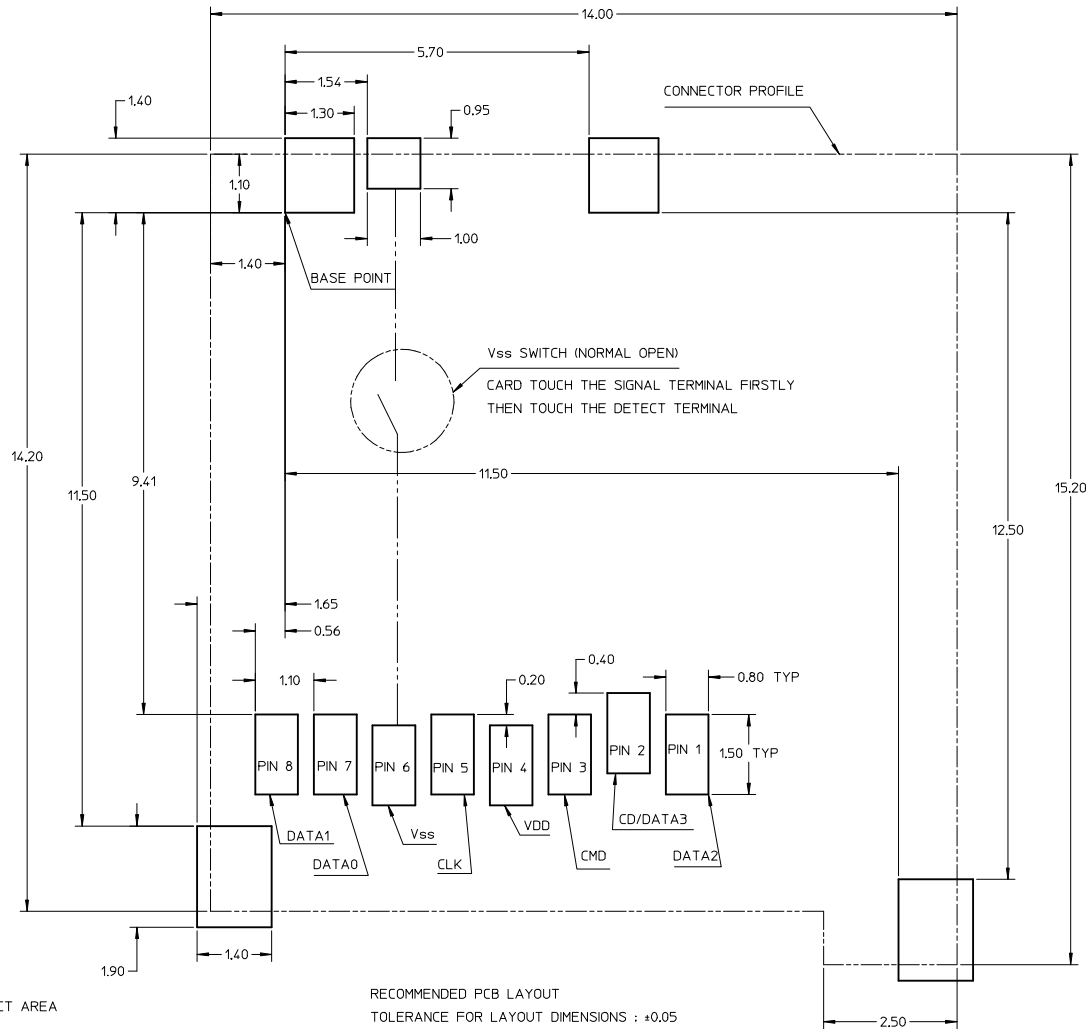 14.00
5.70
1.54
1.40
1.30
0.95
CONNECTOR PROFILE
1.10
1.00
1.40
BASE POINT
Vss SWITCH (NORMAL OPEN)
CARD TOUCH THE SIGNAL TERMINAL FIRSTLY
THEN TOUCH THE DETECT TERMINAL
14.20
11.50
9.41
11.50
15.20
12.50
1.65
0.56
0.40
1.10
0.20
0.80 TYP
1.50 TYP
PIN 8
PIN 7
PIN 6
PIN 5
PIN 4
PIN 3
PIN 2
PIN 1
DATA1
DATA0
Vss
CLK
VDD
CMD
CD/DATA3
DATA2
1.40
1.90
2.50
CT AREA
RECOMMENDED PCB LAYOUT
TOLERANCE FOR LAYOUT DIMENSIONS : ±0.05